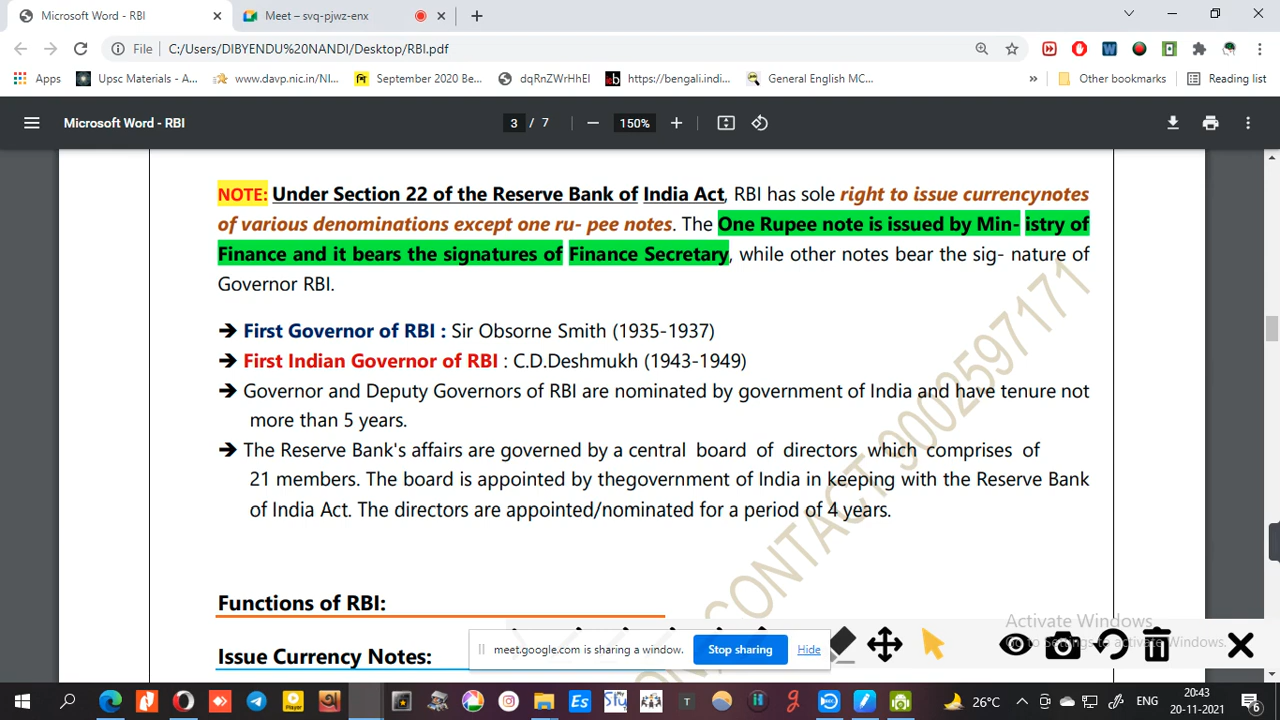 Microsoft Word - RBI
Meet – svq-pjwz-enx
File
C:/Users/DIBYENDU%20NANDI/Desktop/RBI.pdf
Apps
Upsc Materials - A...
www.davp.nic.in/NI...
September 2020 Be...
dqRnZWrHhEI
https://bengali.indi...
General English MC...
»
Other bookmarks
Reading list
Microsoft Word - RBI
3 / 7
150%
NOTE: Under Section 22 of the Reserve Bank of India Act, RBI has sole right to issue currencynotes
of various denominations except one ru- pee notes. The One Rupee note is issued by Min- istry of
Finance and it bears the signatures of Finance Secretary, while other notes bear the sig- nature of
Governor RBI.
➔ First Governor of RBI : Sir Obsorne Smith (1935-1937)
➔ First Indian Governor of RBI : C.D.Deshmukh (1943-1949)
➔ Governor and Deputy Governors of RBI are nominated by government of India and have tenure not
more than 5 years.
➔ The Reserve Bank's affairs are governed by a central board of directors which comprises of
21 members. The board is appointed by thegovernment of India in keeping with the Reserve Bank
of India Act. The directors are appointed/nominated for a period of 4 years.
CONTACT 9002597171
Functions of RBI:
Issue Currency Notes:
meet.google.com is sharing a window.
Stop sharing
Hide
Activate Windows
Go to Settings to activate Windows.
26°C
ENG
20:43
20-11-2021
6